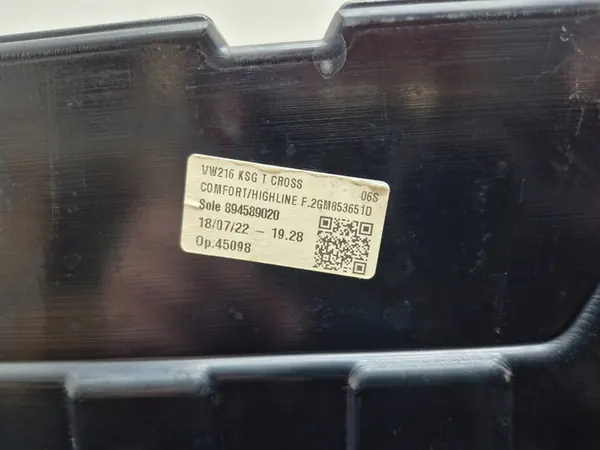 VW216 KSG T CROSS 06S
COMFORT/HIGHLINE F.2GM853651D
Sole 894589020
18/07/22 – 19.28
Op.45098